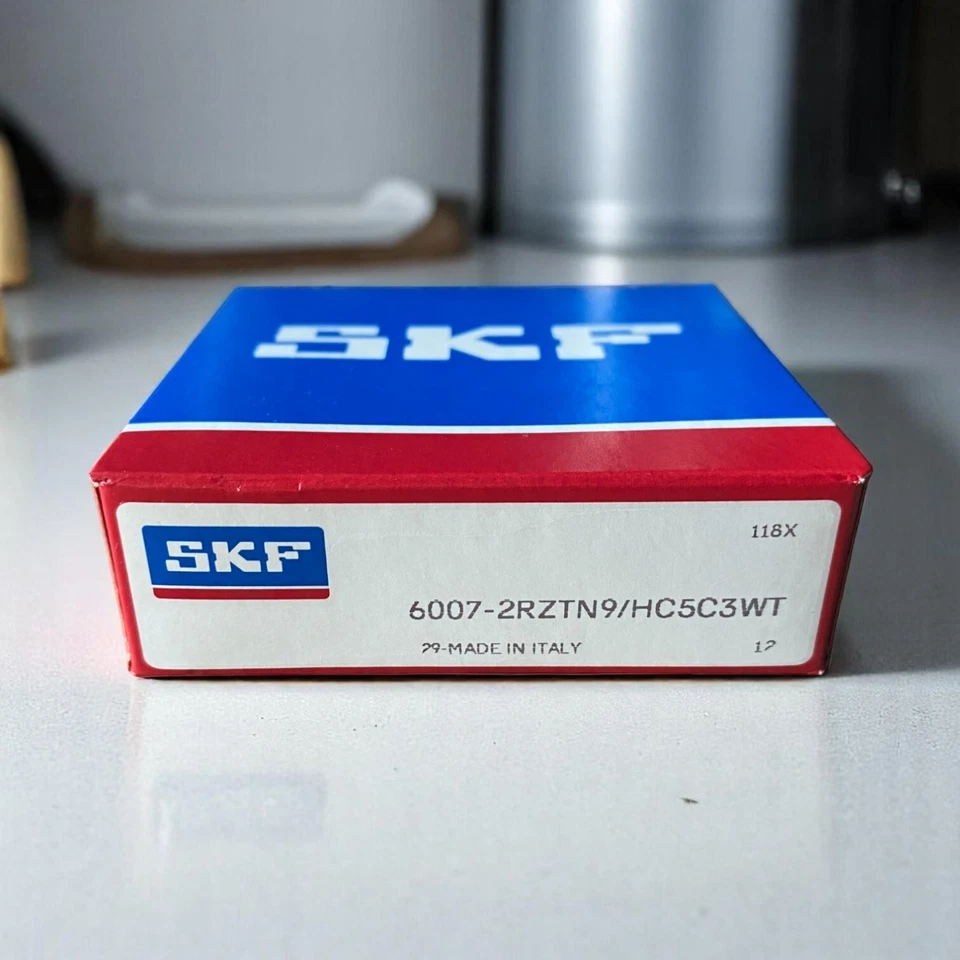 SKF
SKF
118X
6007-2RZTN9/HC5C3WT
29-MADE IN ITALY
12